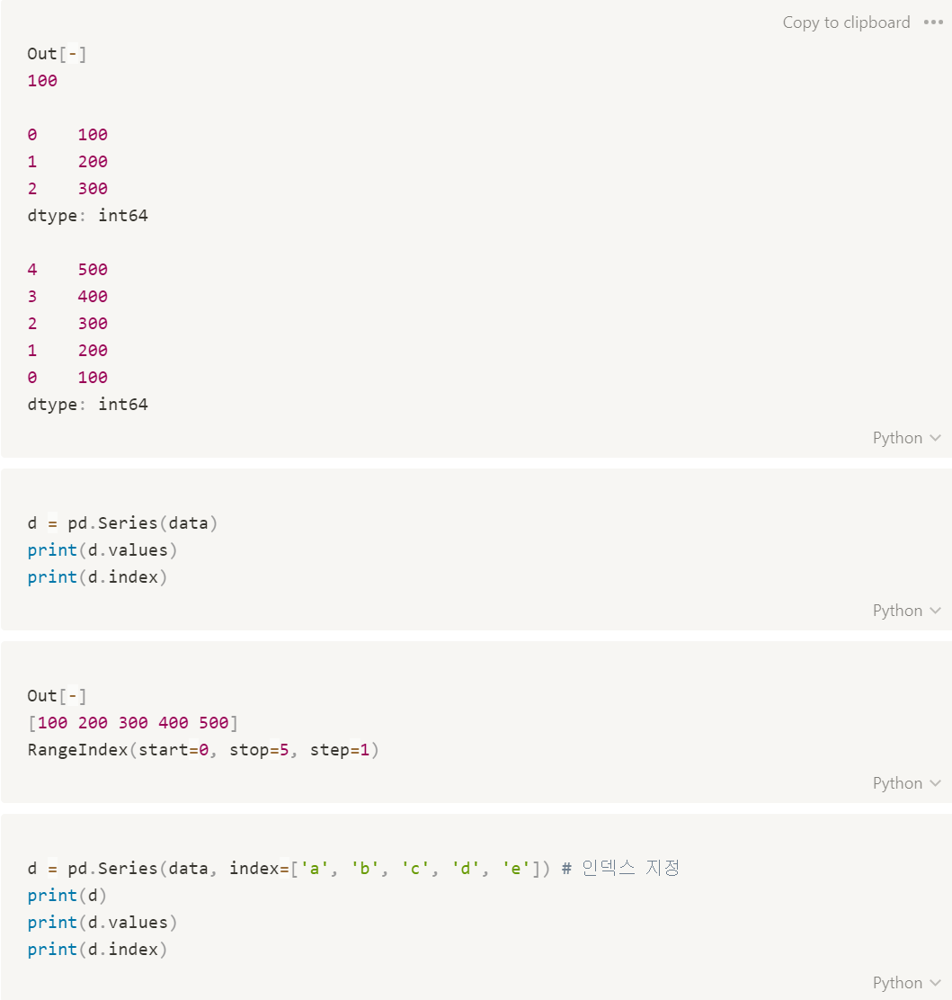 Copy to clipboard •••
Out[-]
100
0    100
1    200
2    300
dtype: int64
4    500
3    400
2    300
1    200
0    100
dtype: int64
Python
d = pd.Series(data)
print(d.values)
print(d.index)
Python
Out[-]
[100 200 300 400 500]
RangeIndex(start=0, stop=5, step=1)
Python
d = pd.Series(data, index=['a', 'b', 'c', 'd', 'e']) # 인덱스 지정
print(d)
print(d.values)
print(d.index)
Python